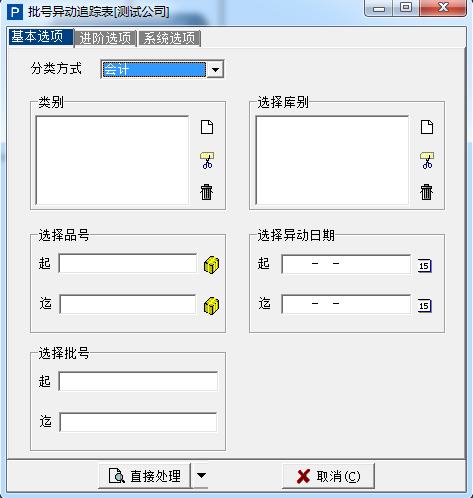 P 批号异动追踪表[测试公司]
基本选项 进阶选项 系统选项
分类方式 会计
类别 选择库别
选择品号 选择异动日期
起 起 - - 15
迄 迄 - - 15
选择批号
起
迄
直接处理 取消(C)